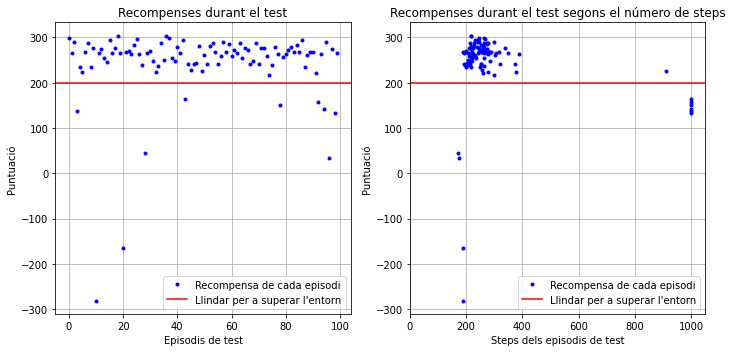 Recompenses durant el test
Puntuació
300
200
100
0
−100
−200
−300
0
20
40
60
80
100
Episodis de test
Recompensa de cada episodi
Llindar per a superar l'entorn
Recompenses durant el test segons el número de steps
Puntuació
300
200
100
0
−100
−200
−300
0
200
400
600
800
1000
Steps dels episodis de test
Recompensa de cada episodi
Llindar per a superar l'entorn